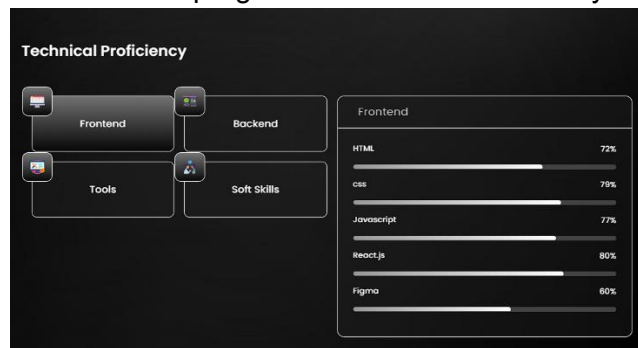 Technical Proficiency
Frontend
Backend
Tools
Soft Skills
Frontend
HTML 72%
css 79%
Javascript 77%
React.js 80%
Figma 60%